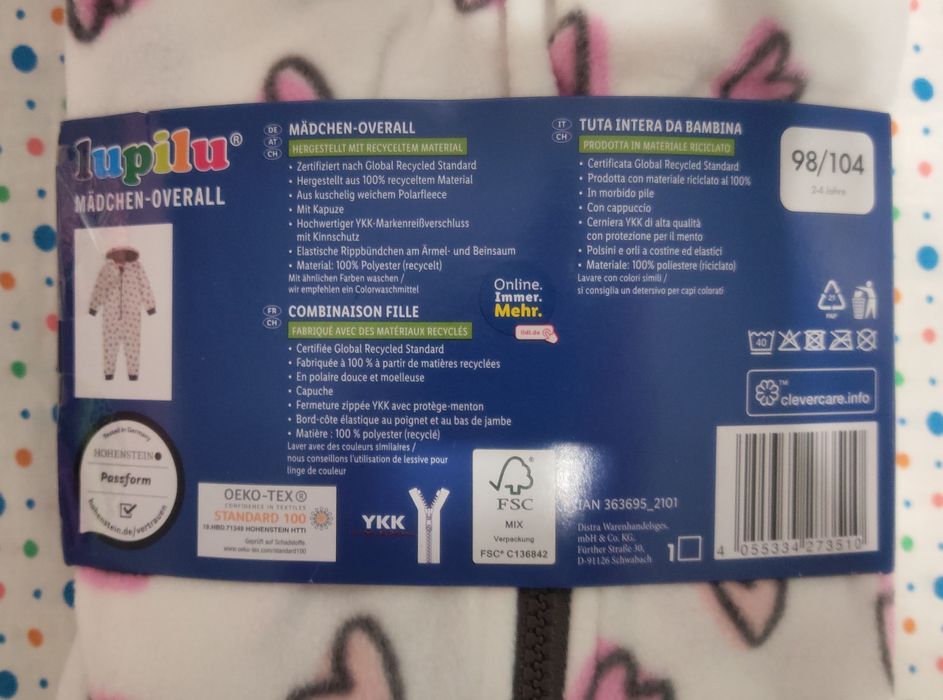 lupilu®
MÄDCHEN-OVERALL
DE
AT
CH
MÄDCHEN-OVERALL
HERGESTELLT MIT RECYCELTEM MATERIAL
• Zertifiziert nach Global Recycled Standard
• Hergestellt aus 100% recyceltem Material
• Aus kuschelig weichem Polarfleece
• Mit Kapuze
• Hochwertiger YKK-Markenreißverschluss
mit Kinnschutz
• Elastische Rippbündchen am Ärmel- und Beinsaum
• Material: 100% Polyester (recycelt)
Mit ähnlichen Farben waschen /
wir empfehlen ein Colorwaschmittel
FR
CH
COMBINAISON FILLE
FABRIQUÉ AVEC DES MATÉRIAUX RECYCLÉS
• Certifiée Global Recycled Standard
• Fabriquée à 100 % à partir de matières recyclées
• En polaire douce et moelleuse
• Capuche
• Fermeture zippée YKK avec protège-menton
• Bord-côte élastique au poignet et au bas de jambe
• Matière : 100 % polyester (recyclé)
Laver avec des couleurs similaires /
nous conseillons l'utilisation de lessive pour
linge de couleur
IT
CH
TUTA INTERA DA BAMBINA
PRODOTTA IN MATERIALE RICICLATO
• Certificata Global Recycled Standard
• Prodotta con materiale riciclato al 100%
• In morbido pile
• Con cappuccio
• Cerniera YKK di alta qualità
con protezione per il mento
• Polsini e orli a costine ed elastici
• Materiale: 100% poliestere (riciclato)
Lavare con colori simili /
si consiglia un detersivo per capi colorati
98/104
2-4 Jahre
Online.
Immer.
Mehr.
lidl.de
21
PAP
40
™
clevercare.info
Tested in Germany
HOHENSTEIN
Passform
hohenstein.de/vertrauen
OEKO-TEX®
CONFIDENCE IN TEXTILES
STANDARD 100
18.HBD.71349 HOHENSTEIN HTTI
Geprüft auf Schadstoffe
www.oeko-tex.com/standard100
YKK
®
FSC
MIX
Verpackung
FSC® C136842
IAN 363695_2101
Distra Warenhandelsges.
mbH & Co. KG.
Fürther Straße 30,
D-91126 Schwabach
1
4 055334 273510